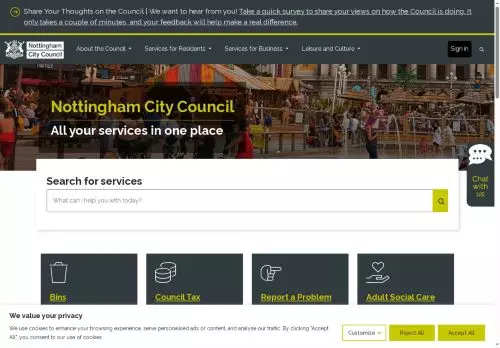 Share Your Thoughts on the Council | We want to hear from you! Take a quick survey to share your views on how the Council is doing. It
only takes a couple of minutes, and your feedback will help make a real difference.
Nottingham
City Council
About the Council
Services for Residents
Services for Business
Leisure and Culture
Sign in
Nottingham City Council
All your services in one place
Chat
with
us
Search for services
What can I help you with today?
Bins
Council Tax
Report a Problem
Adult Social Care
We value your privacy
We use cookies to enhance your browsing experience, serve personalised ads or content, and analyse our traffic. By clicking "Accept
All", you consent to our use of cookies.
Customize
Reject All
Accept All